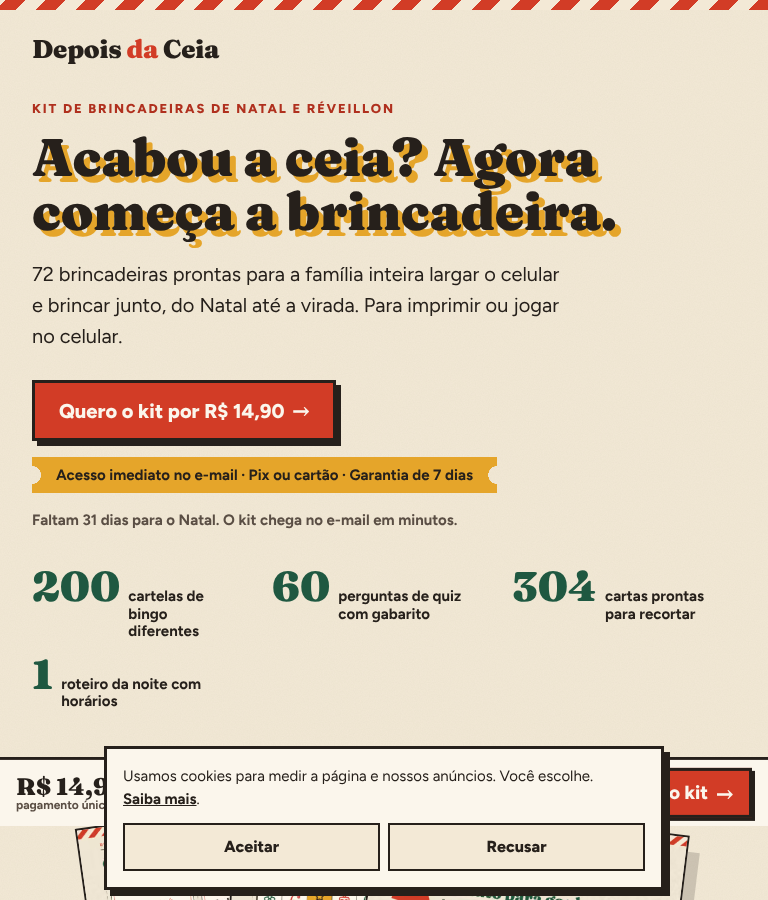 Depois da Ceia
KIT DE BRINCADEIRAS DE NATAL E RÉVEILLON
Acabou a ceia? Agora
começa a brincadeira.
72 brincadeiras prontas para a família inteira largar o celular
e brincar junto, do Natal até a virada. Para imprimir ou jogar
no celular.
Quero o kit por R$ 14,90 →
Acesso imediato no e-mail · Pix ou cartão · Garantia de 7 dias
Faltam 31 dias para o Natal. O kit chega no e-mail em minutos.
200 cartelas de
bingo
diferentes
60 perguntas de quiz
com gabarito
304 cartas prontas
para recortar
1 roteiro da noite com
horários
R$ 14,9
pagamento únic
o kit →
Usamos cookies para medir a página e nossos anúncios. Você escolhe.
Saiba mais.
Aceitar
Recusar